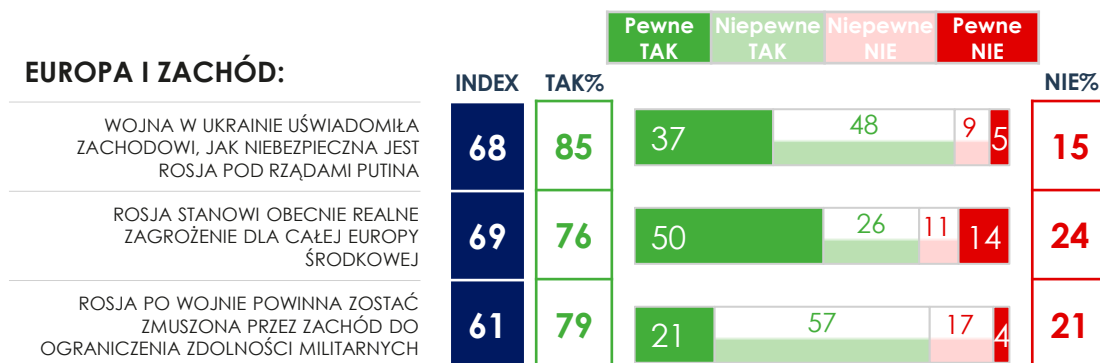 Pewne TAK
Niepewne TAK
Niepewne NIE
Pewne NIE
EUROPA I ZACHÓD:
INDEX
TAK%
NIE%
WOJNA W UKRAINIE UŚWIADOMIŁA
ZACHODOWI, JAK NIEBEZPIECZNA JEST
ROSJA POD RZĄDAMI PUTINA
68
85
37
48
9
5
15
ROSJA STANOWI OBECNIE REALNE
ZAGROŻENIE DLA CAŁEJ EUROPY
ŚRODKOWEJ
69
76
50
26
11
14
24
ROSJA PO WOJNIE POWINNA ZOSTAĆ
ZMUSZONA PRZEZ ZACHÓD DO
OGRANICZENIA ZDOLNOŚCI MILITARNYCH
61
79
21
57
17
4
21